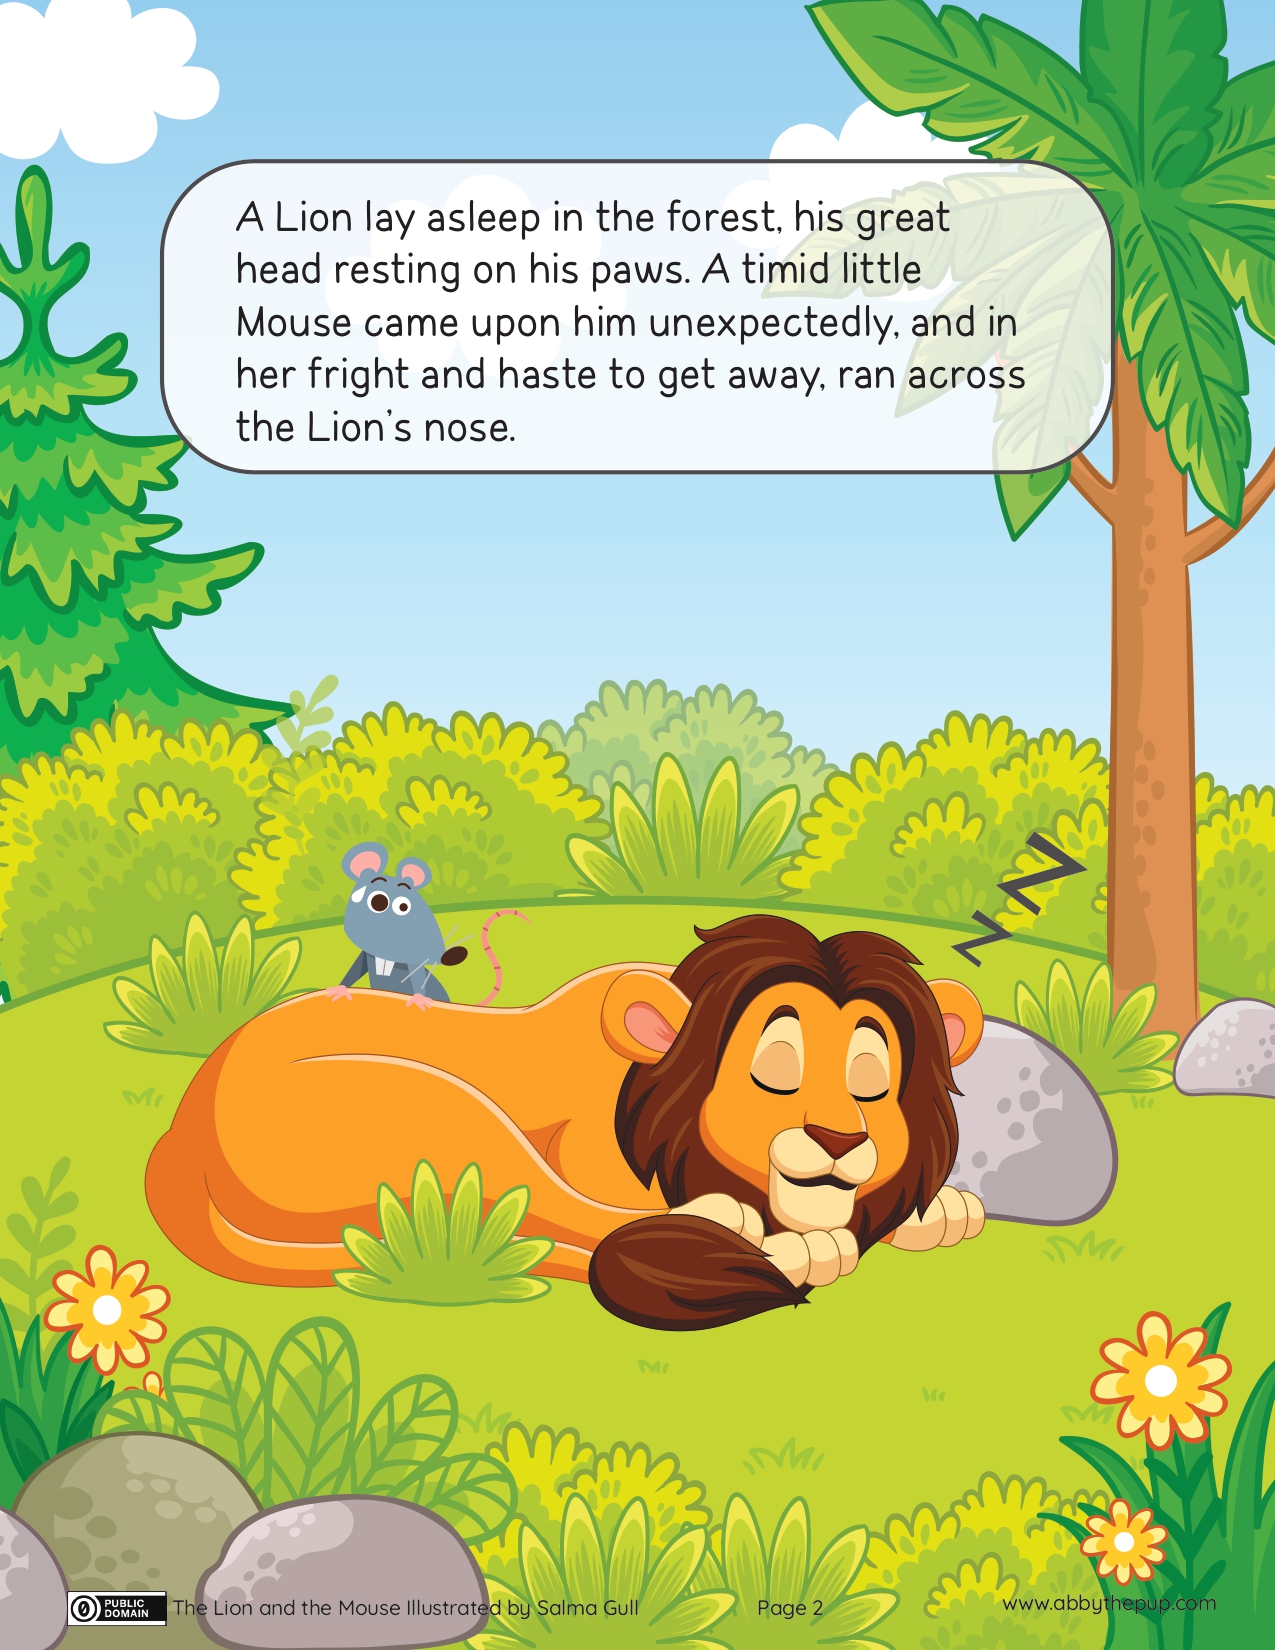 A Lion lay asleep in the forest, his great
head resting on his paws. A timid little
Mouse came upon him unexpectedly, and in
her fright and haste to get away, ran across
the Lion's nose.
Z
Z
PUBLIC
DOMAIN
The Lion and the Mouse Illustrated by Salma Gull
Page 2
www.abbythepup.com